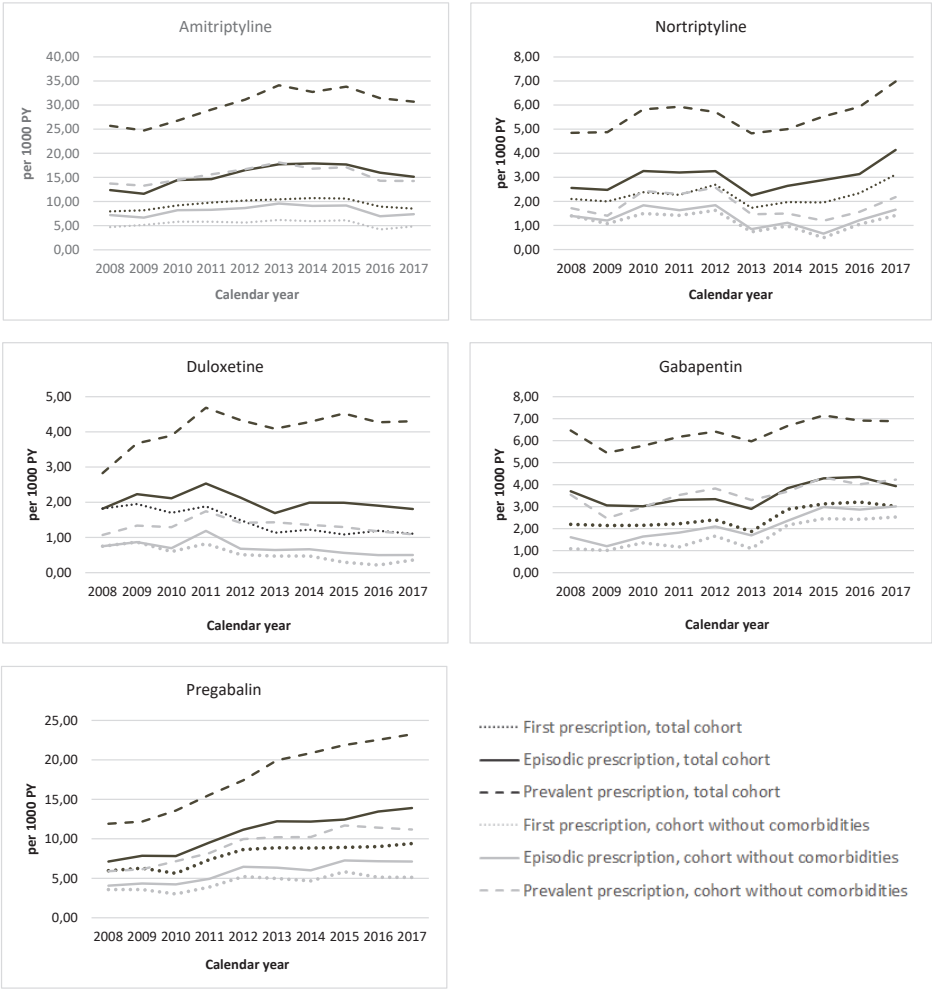 Amitriptyline
40,00
35,00
30,00
25,00
20,00
15,00
10,00
5,00
0,00
per 1000 PY
2008 2009 2010 2011 2012 2013 2014 2015 2016 2017
Calendar year
Nortriptyline
8,00
7,00
6,00
5,00
4,00
3,00
2,00
1,00
0,00
per 1000 PY
2008 2009 2010 2011 2012 2013 2014 2015 2016 2017
Calendar year
Duloxetine
5,00
4,00
3,00
2,00
1,00
0,00
per 1000 PY
2008 2009 2010 2011 2012 2013 2014 2015 2016 2017
Calendar year
Gabapentin
8,00
7,00
6,00
5,00
4,00
3,00
2,00
1,00
0,00
per 1000 PY
2008 2009 2010 2011 2012 2013 2014 2015 2016 2017
Calendar year
Pregabalin
25,00
20,00
15,00
10,00
5,00
0,00
per 1000 PY
2008 2009 2010 2011 2012 2013 2014 2015 2016 2017
Calendar year
First prescription, total cohort
Episodic prescription, total cohort
Prevalent prescription, total cohort
First prescription, cohort without comorbidities
Episodic prescription, cohort without comorbidities
Prevalent prescription, cohort without comorbidities